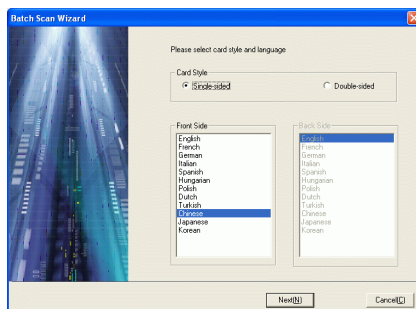 Batch Scan Wizard
Please select card style and language
Card Style
Single-sided
Double-sided
Front Side
English
French
German
Italian
Spanish
Hungarian
Polish
Dutch
Turkish
Chinese
Japanese
Korean
Back Side
English
French
German
Italian
Spanish
Hungarian
Polish
Dutch
Turkish
Chinese
Japanese
Korean
Next(N)
Cancel(C)